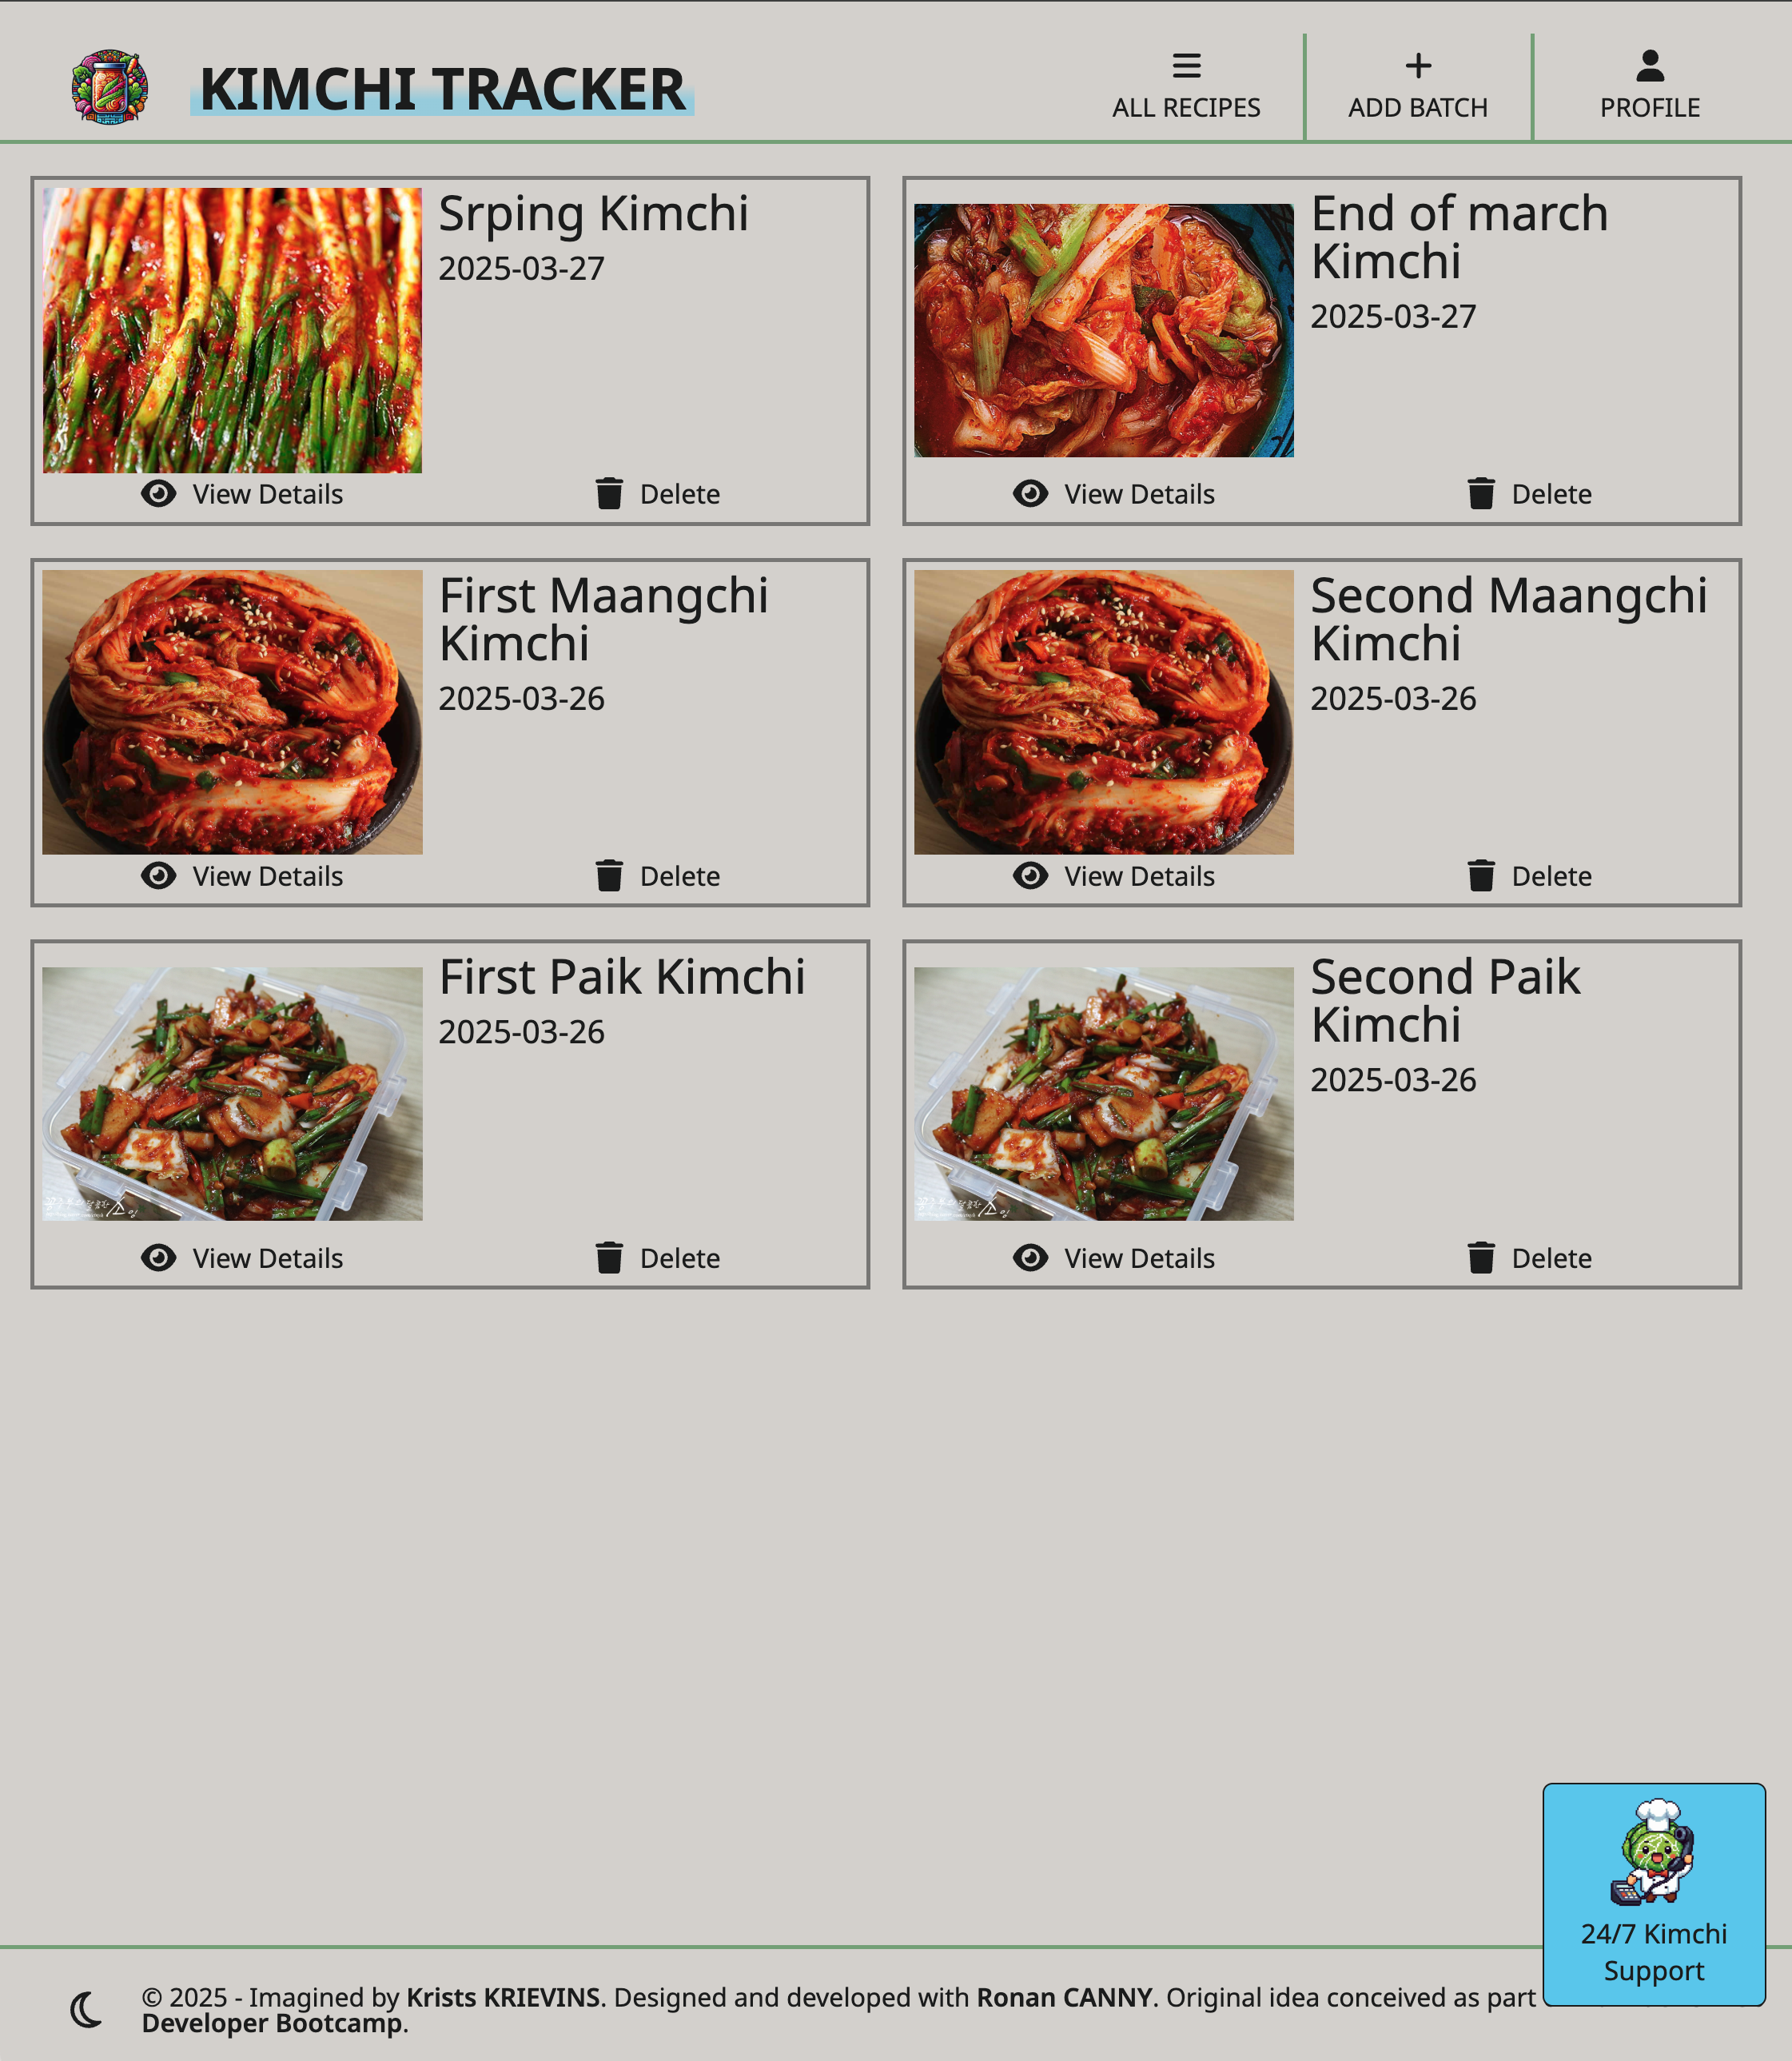 KIMCHI TRACKER
ALL RECIPES
ADD BATCH
PROFILE
Srping Kimchi
2025-03-27
View Details
Delete
End of march
Kimchi
2025-03-27
View Details
Delete
First Maangchi
Kimchi
2025-03-26
View Details
Delete
Second Maangchi
Kimchi
2025-03-26
View Details
Delete
First Paik Kimchi
2025-03-26
View Details
Delete
Second Paik
Kimchi
2025-03-26
View Details
Delete
24/7 Kimchi
Support
© 2025 - Imagined by Krists KRIEVINS. Designed and developed with Ronan CANNY. Original idea conceived as part
Developer Bootcamp.